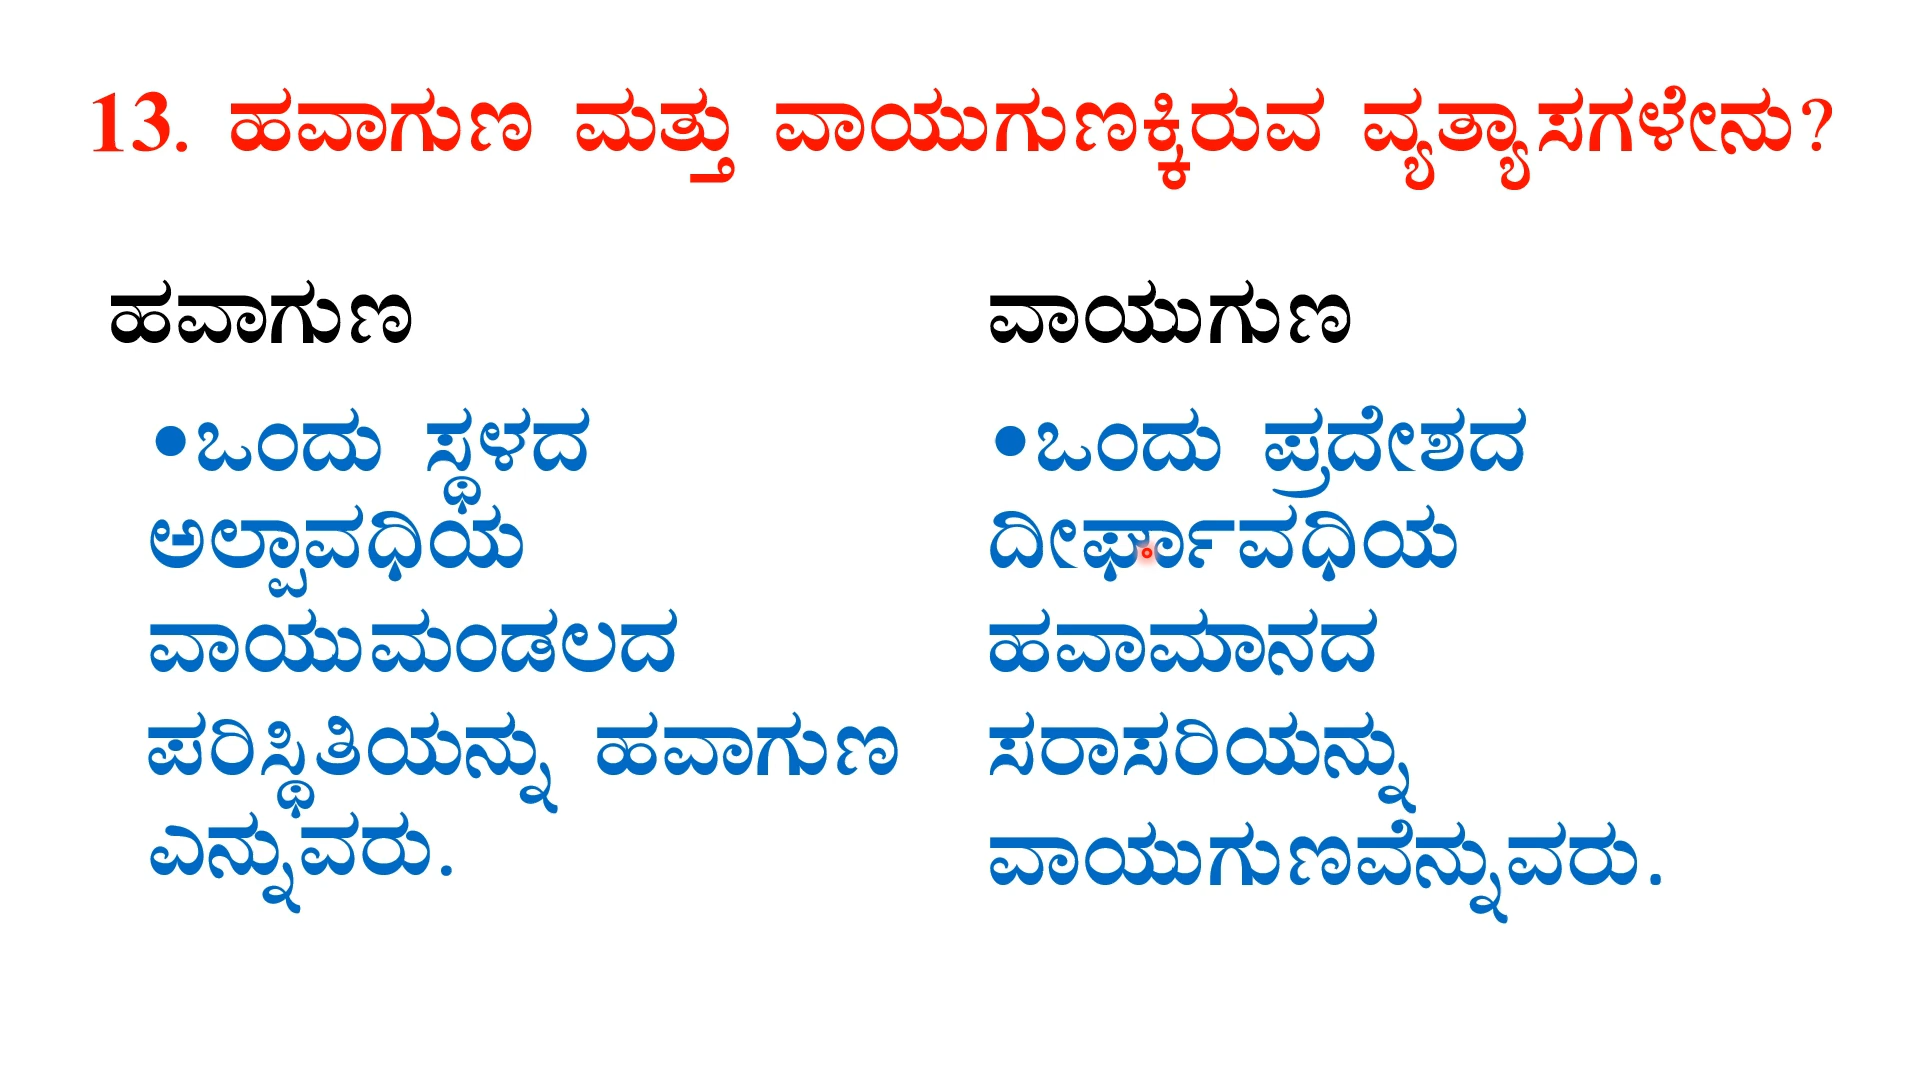 13. ಹವಾಗುಣ ಮತ್ತು ವಾಯುಗುಣಕ್ಕಿರುವ ವ್ಯತ್ಯಾಸಗಳೇನು?
ಹವಾಗುಣ
•ಒಂದು ಸ್ಥಳದ
ಅಲ್ಪಾವಧಿಯ
ವಾಯುಮಂಡಲದ
ಪರಿಸ್ಥಿತಿಯನ್ನು ಹವಾಗುಣ
ಎನ್ನುವರು.
ವಾಯುಗುಣ
•ಒಂದು ಪ್ರದೇಶದ
ದೀರ್ಘಾವಧಿಯ
ಹವಾಮಾನದ
ಸರಾಸರಿಯನ್ನು
ವಾಯುಗುಣವೆನ್ನುವರು.